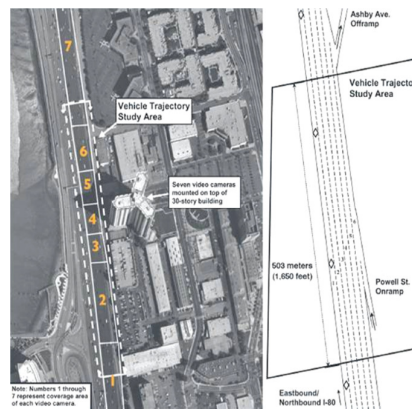 7
Vehicle Trajectory
Study Area
6
5
Seven video cameras
mounted on top of
30-story building
4
3
2
1
Note: Numbers 1 through
7 represent coverage area
of each video camera.
Ashby Ave.
Offramp
Vehicle Trajecto
Study Area
503 meters
(1,650 feet)
Powell St.
Onramp
Eastbound/
Northbound I-80